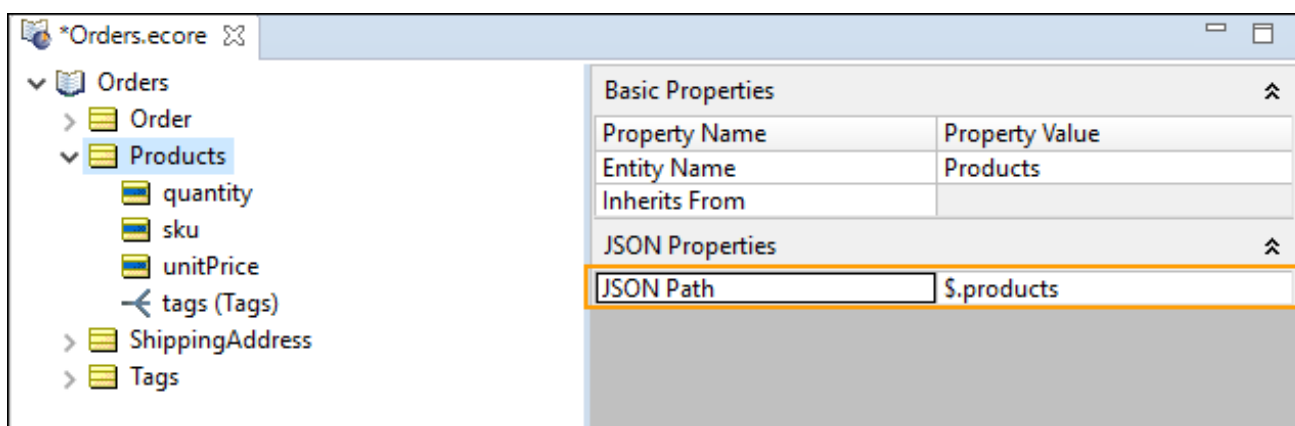 *Orders.ecore
Orders
Order
Products
quantity
sku
unitPrice
tags (Tags)
ShippingAddress
Tags
Basic Properties
Property Name Property Value
Entity Name Products
Inherits From
JSON Properties
JSON Path $.products